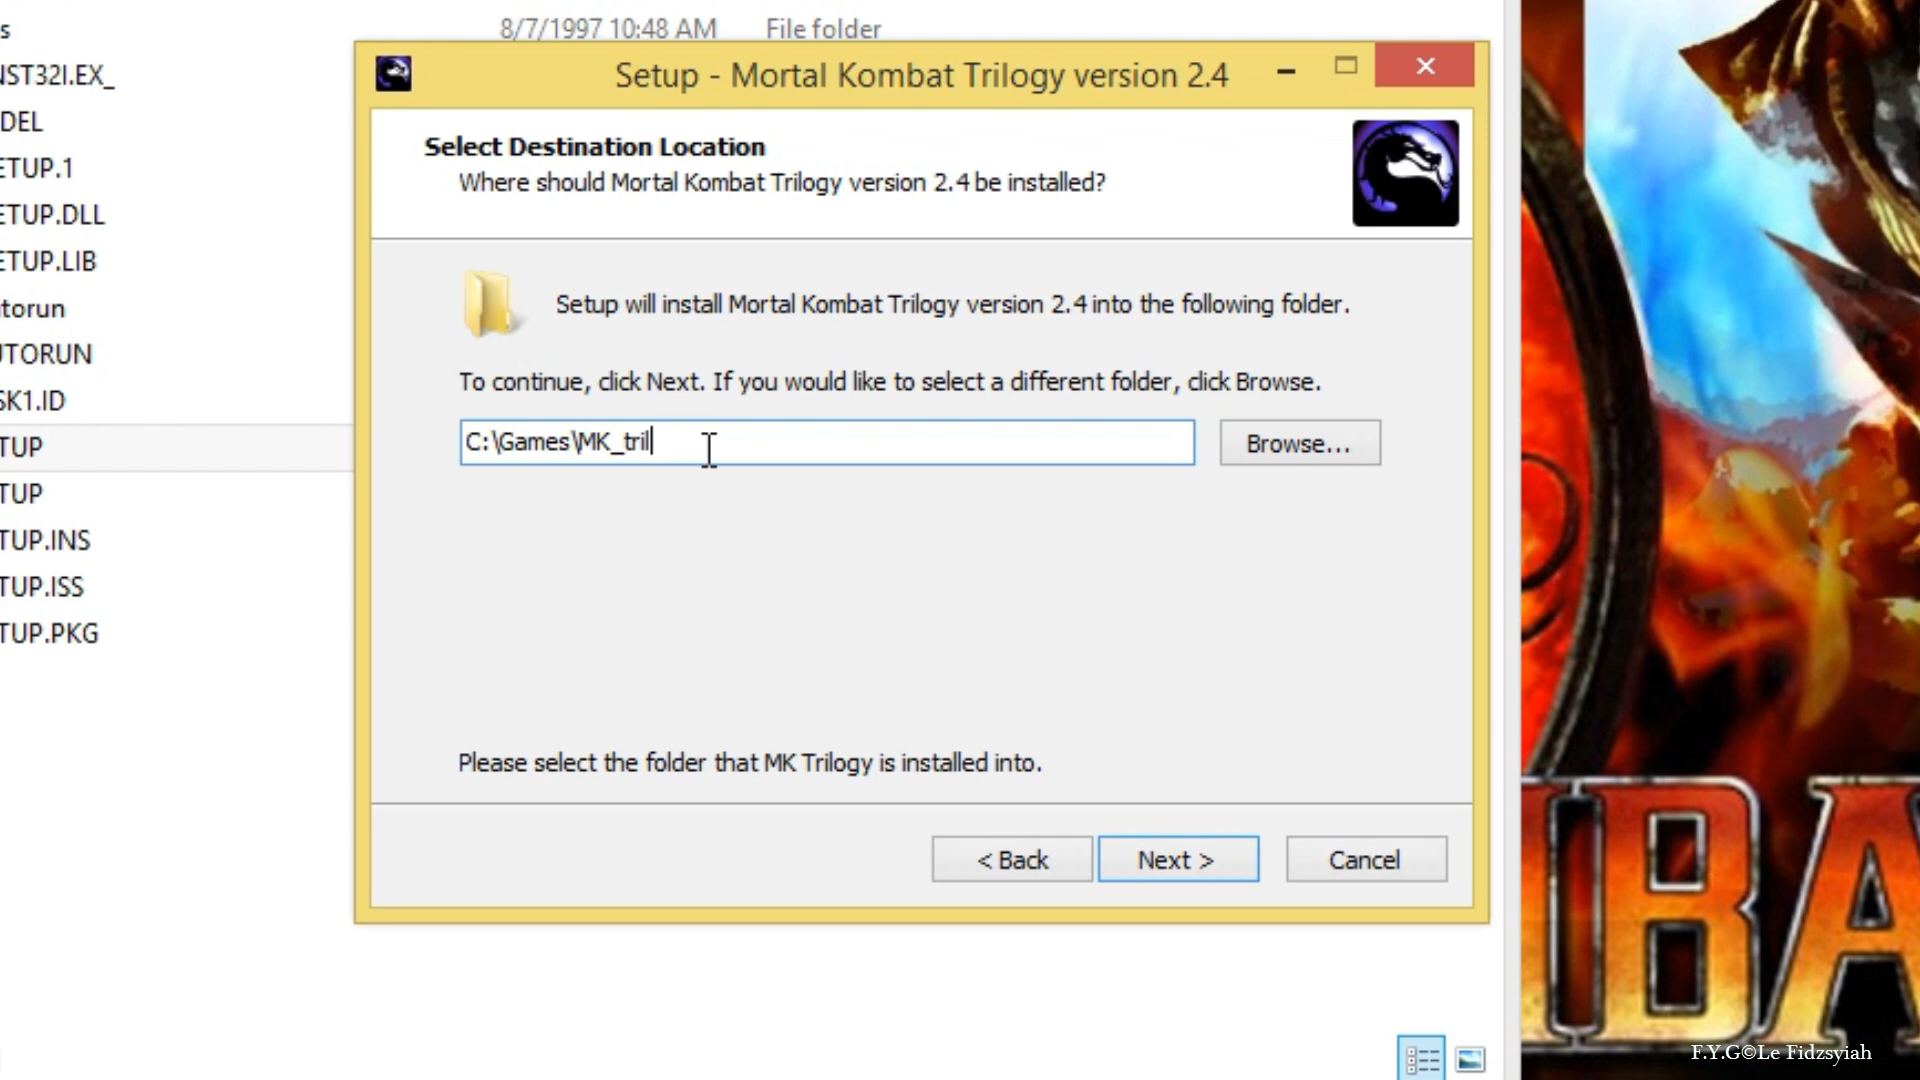 s
8/7/1997 10:48 AM File folder
NST32I.EX_
DEL
ETUP.1
ETUP.DLL
ETUP.LIB
utorun
UTORUN
SK1.ID
TUP
TUP
TUP.INS
TUP.ISS
TUP.PKG
Setup - Mortal Kombat Trilogy version 2.4
Select Destination Location
Where should Mortal Kombat Trilogy version 2.4 be installed?
Setup will install Mortal Kombat Trilogy version 2.4 into the following folder.
To continue, click Next. If you would like to select a different folder, click Browse.
C:\Games\MK_tril
Browse...
Please select the folder that MK Trilogy is installed into.
< Back Next > Cancel
BA
F.Y.G©Le Fidzsyiah